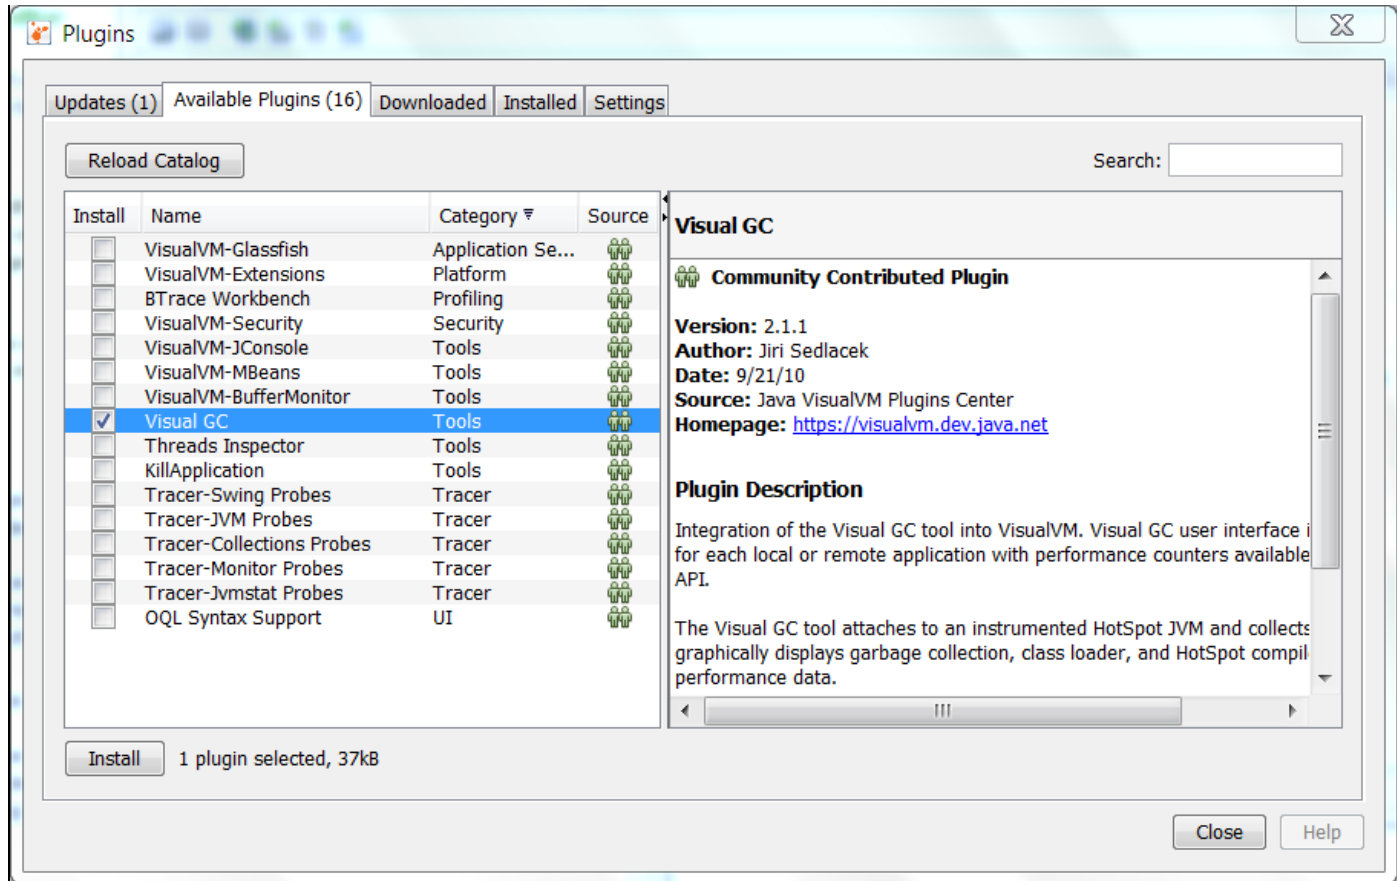 Plugins
Updates (1) Available Plugins (16) Downloaded Installed Settings
Reload Catalog Search:
Install Name Category Source
VisualVM-Glassfish Application Se...
VisualVM-Extensions Platform
BTrace Workbench Profiling
VisualVM-Security Security
VisualVM-JConsole Tools
VisualVM-MBeans Tools
VisualVM-BufferMonitor Tools
Visual GC Tools
Threads Inspector Tools
KillApplication Tools
Tracer-Swing Probes Tracer
Tracer-JVM Probes Tracer
Tracer-Collections Probes Tracer
Tracer-Monitor Probes Tracer
Tracer-Jvmstat Probes Tracer
OQL Syntax Support UI
Visual GC
Community Contributed Plugin
Version: 2.1.1
Author: Jiri Sedlacek
Date: 9/21/10
Source: Java VisualVM Plugins Center
Homepage: https://visualvm.dev.java.net
Plugin Description
Integration of the Visual GC tool into VisualVM. Visual GC user interface i
for each local or remote application with performance counters available
API.
The Visual GC tool attaches to an instrumented HotSpot JVM and collects
graphically displays garbage collection, class loader, and HotSpot compil
performance data.
Install 1 plugin selected, 37kB
Close Help